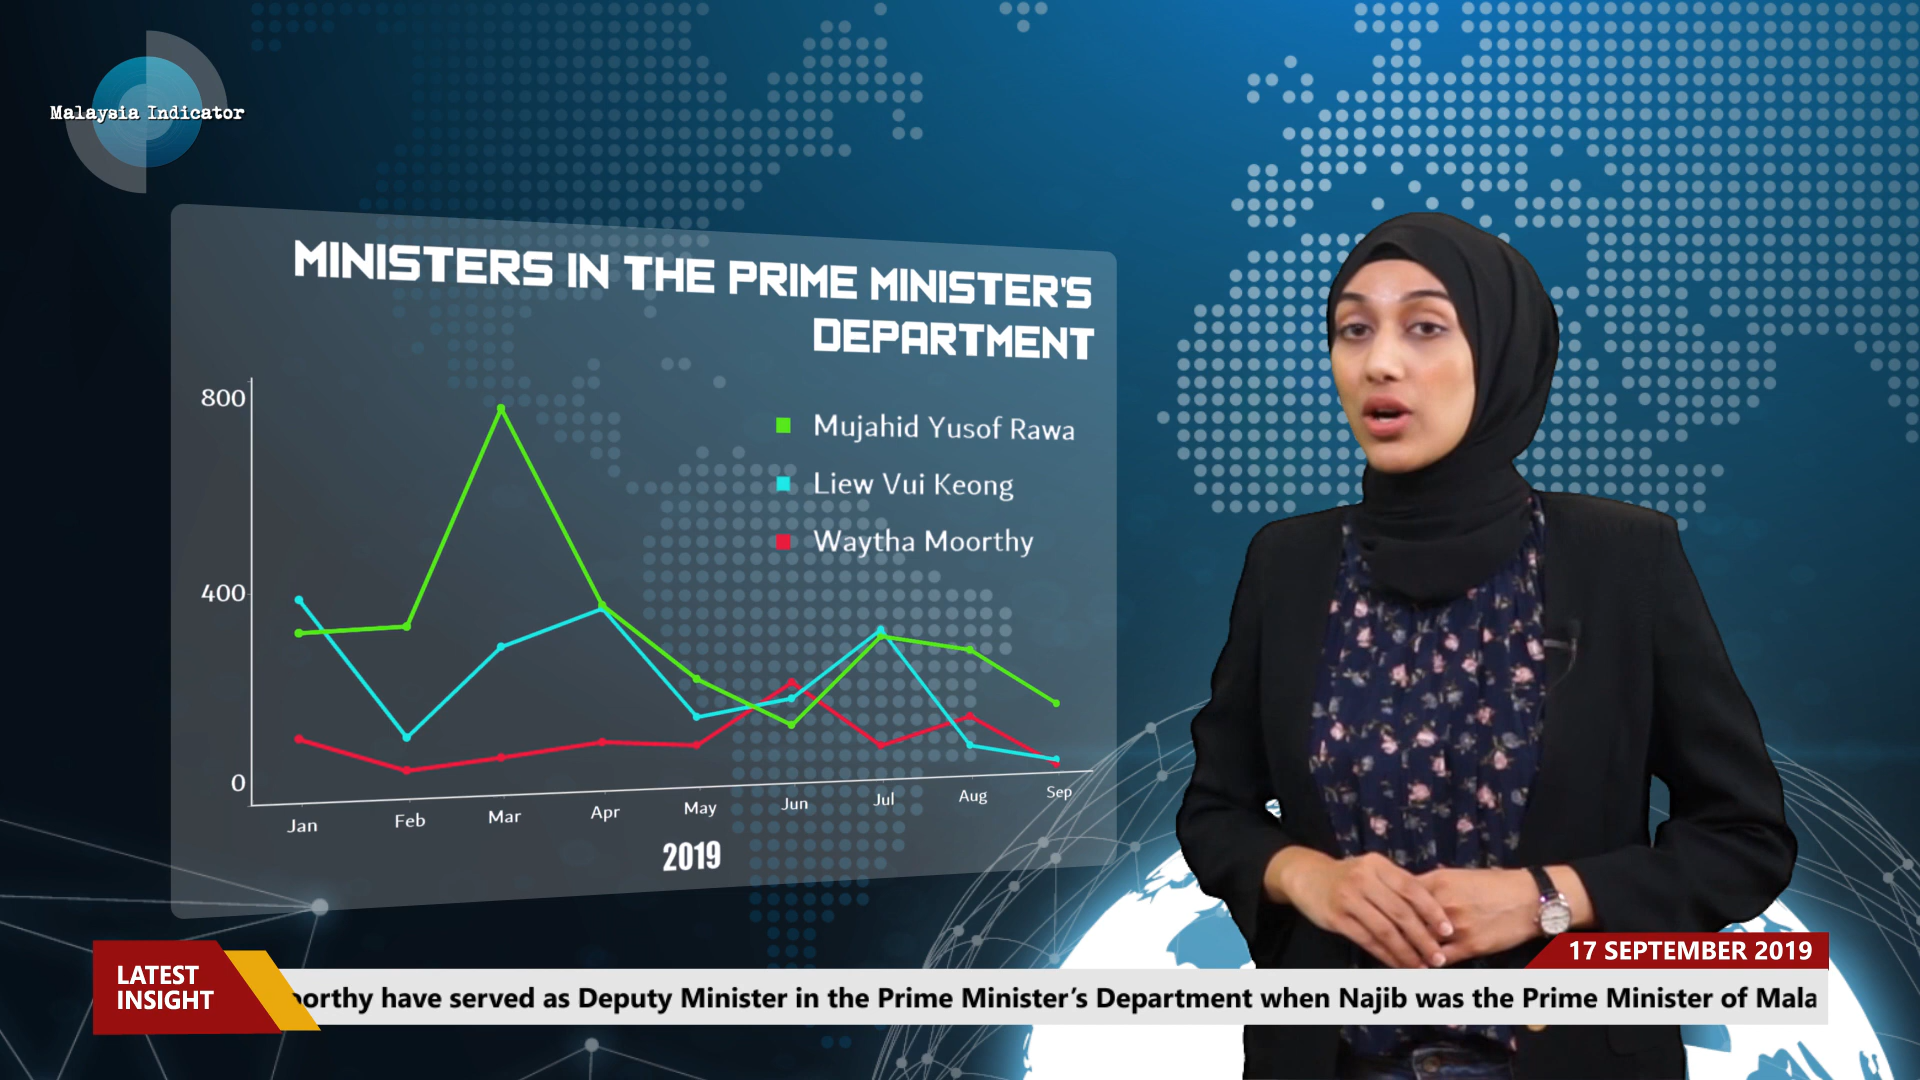 Malaysia Indicator
MINISTERS IN THE PRIME MINISTER'S
DEPARTMENT
800
400
0
Mujahid Yusof Rawa
Liew Vui Keong
Waytha Moorthy
Jan Feb Mar Apr May Jun Jul Aug Sep
2019
17 SEPTEMBER 2019
LATEST
INSIGHT
oorthy have served as Deputy Minister in the Prime Minister's Department when Najib was the Prime Minister of Mala